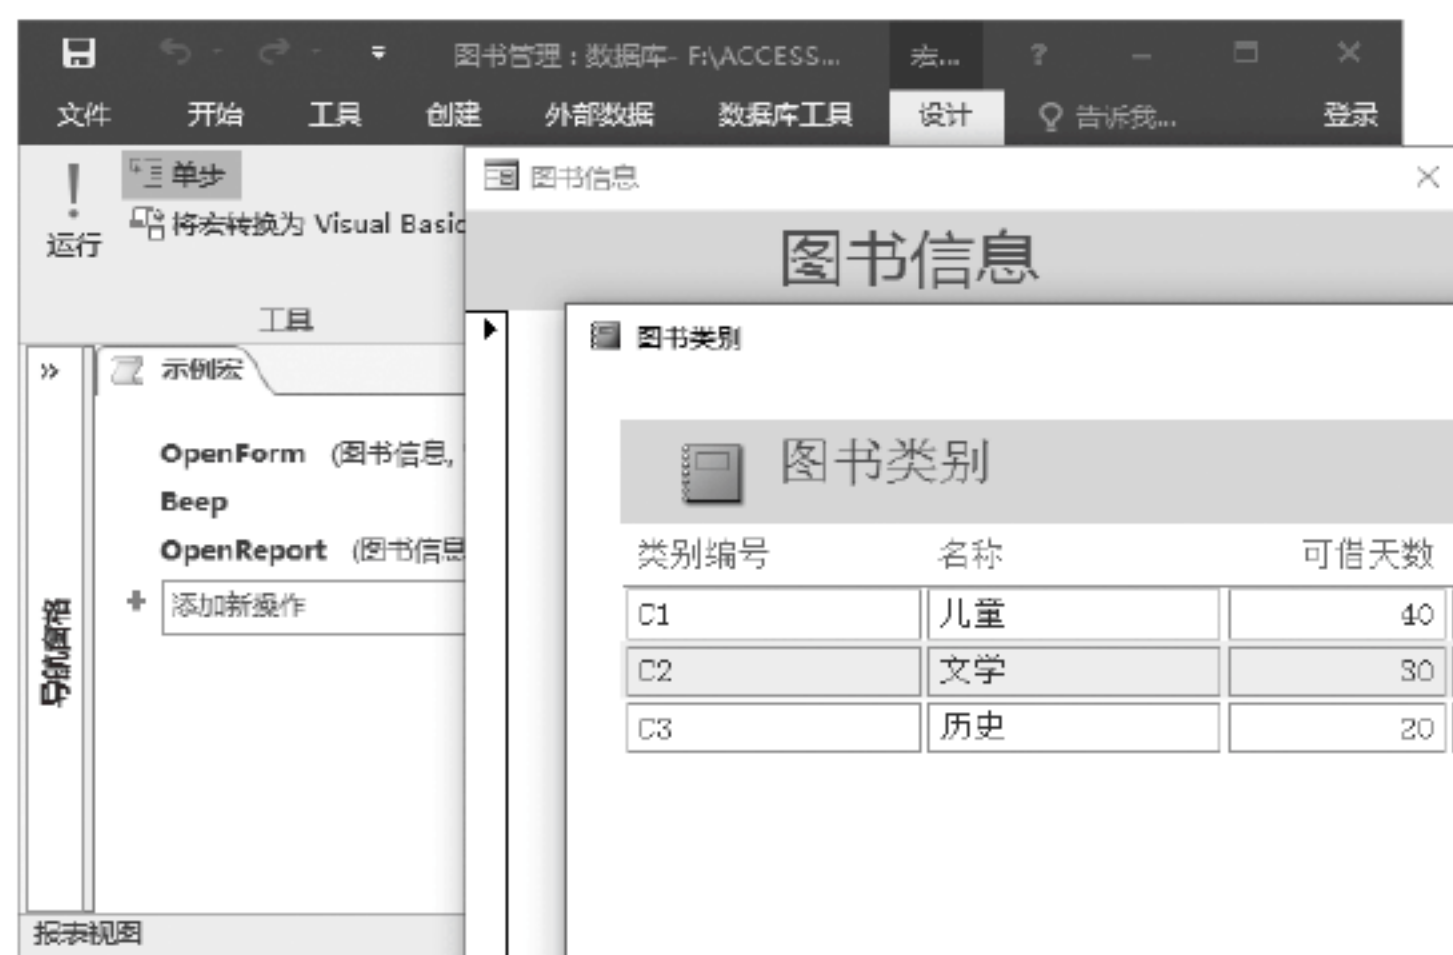 图书管理：数据库- F:\ACCESS... 宏... ?
文件 开始 工具 创建 外部数据 数据库工具 设计 告诉我... 登录
运行
单步
将宏转换为 Visual Basic
工具
示例宏
OpenForm (图书信息,
Beep
OpenReport (图书信息
添加新操作
导航窗格
报表视图
图书信息
图书信息
图书类别
图书类别
类别编号 名称 可借天数
C1 儿童 40
C2 文学 30
C3 历史 20